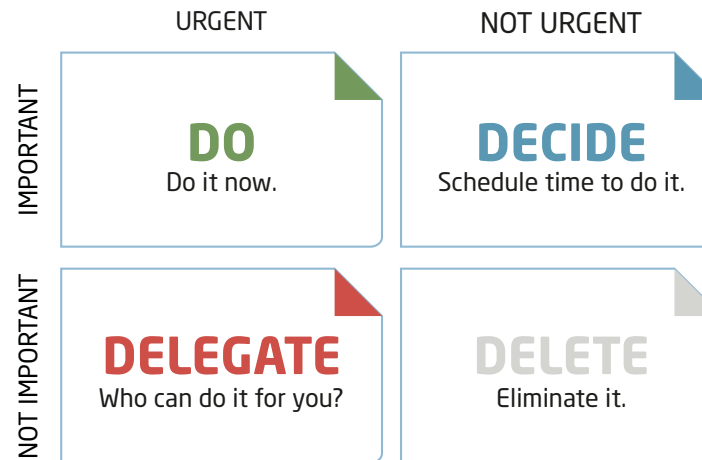 URGENT
NOT URGENT
IMPORTANT
DO
Do it now.
DECIDE
Schedule time to do it.
NOT IMPORTANT
DELEGATE
Who can do it for you?
DELETE
Eliminate it.